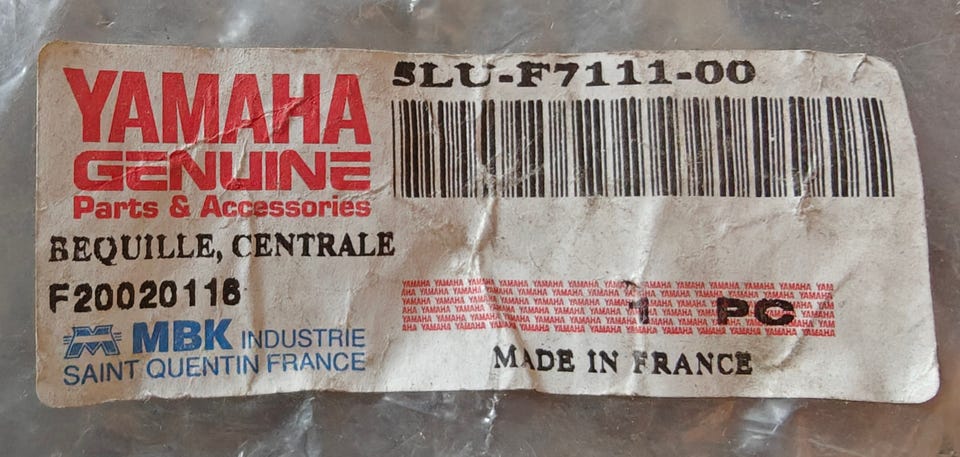 YAMAHA
GENUINE
Parts & Accessories
5LU-F7111-00
BEQUILLE, CENTRALE
F20020116
MBK INDUSTRIE
SAINT QUENTIN FRANCE
1 PC
MADE IN FRANCE